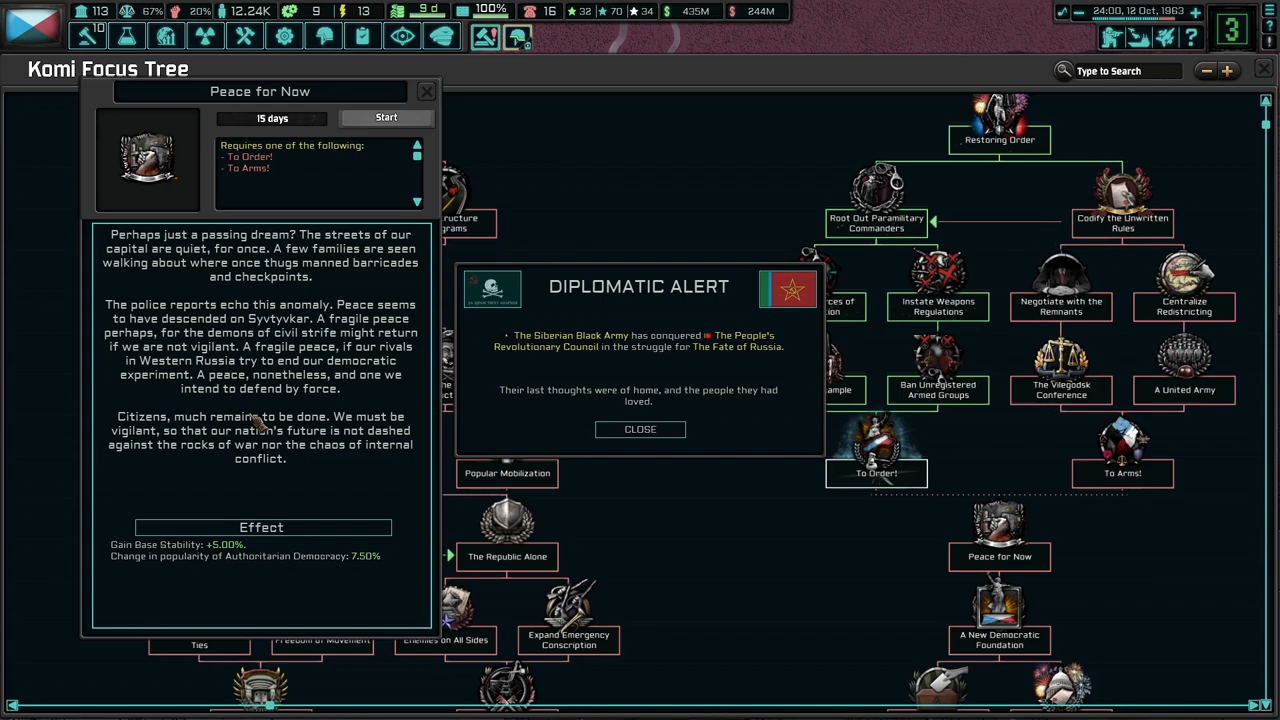 113 67% 20% 12.24K 9 13 9 d 100% 16 32 70 34 435M 244M 24:00, 12 Oct, 1963
10
3
Komi Focus Tree
Type to Search
Peace for Now
15 days
Start
Requires one of the following:
- To Order!
- To Arms!
Perhaps just a passing dream? The streets of our
capital are quiet, for once. A few families are seen
walking about where once thugs manned barricades
and checkpoints.
The police reports echo this anomaly. Peace seems
to have descended on Syvtyvkar. A fragile peace
perhaps, for the demons of civil strife might return
if we are not vigilant. A fragile peace, if our rivals
in Western Russia try to end our democratic
experiment. A peace, nonetheless, and one we
intend to defend by force.
Citizens, much remains to be done. We must be
vigilant, so that our nation's future is not dashed
against the rocks of war nor the chaos of internal
conflict.
Effect
Gain Base Stability: +5.00%.
Change in popularity of Authoritarian Democracy: 7.50%
DIPLOMATIC ALERT
· The Siberian Black Army has conquered The People's
Revolutionary Council in the struggle for The Fate of Russia.
Their last thoughts were of home, and the people they had
loved.
CLOSE
Restoring Order
Root Out Paramilitary
Commanders
Codify the Unwritten
Rules
Instate Weapons
Regulations
Negotiate with the
Remnants
Centralize
Redistricting
Ban Unregistered
Armed Groups
The Vilegodsk
Conference
A United Army
Popular Mobilization
To Order!
To Arms!
The Republic Alone
Peace for Now
Ties
Freedom of Movement
Enemies on All Sides
Expand Emergency
Conscription
A New Democratic
Foundation